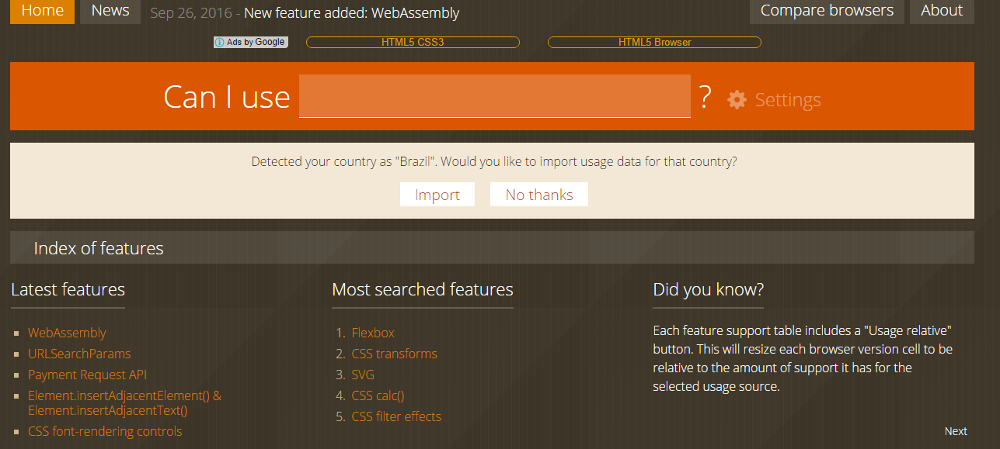 Home
News
Sep 26, 2016 - New feature added: WebAssembly
Compare browsers
About
Ads by Google
HTML5 CSS3
HTML5 Browser
Can I use
?
Settings
Detected your country as "Brazil". Would you like to import usage data for that country?
Import
No thanks
Index of features
Latest features
WebAssembly
URLSearchParams
Payment Request API
Element.insertAdjacentElement() &
Element.insertAdjacentText()
CSS font-rendering controls
Most searched features
1. Flexbox
2. CSS transforms
3. SVG
4. CSS calc()
5. CSS filter effects
Did you know?
Each feature support table includes a "Usage relative"
button. This will resize each browser version cell to be
relative to the amount of support it has for the
selected usage source.
Next